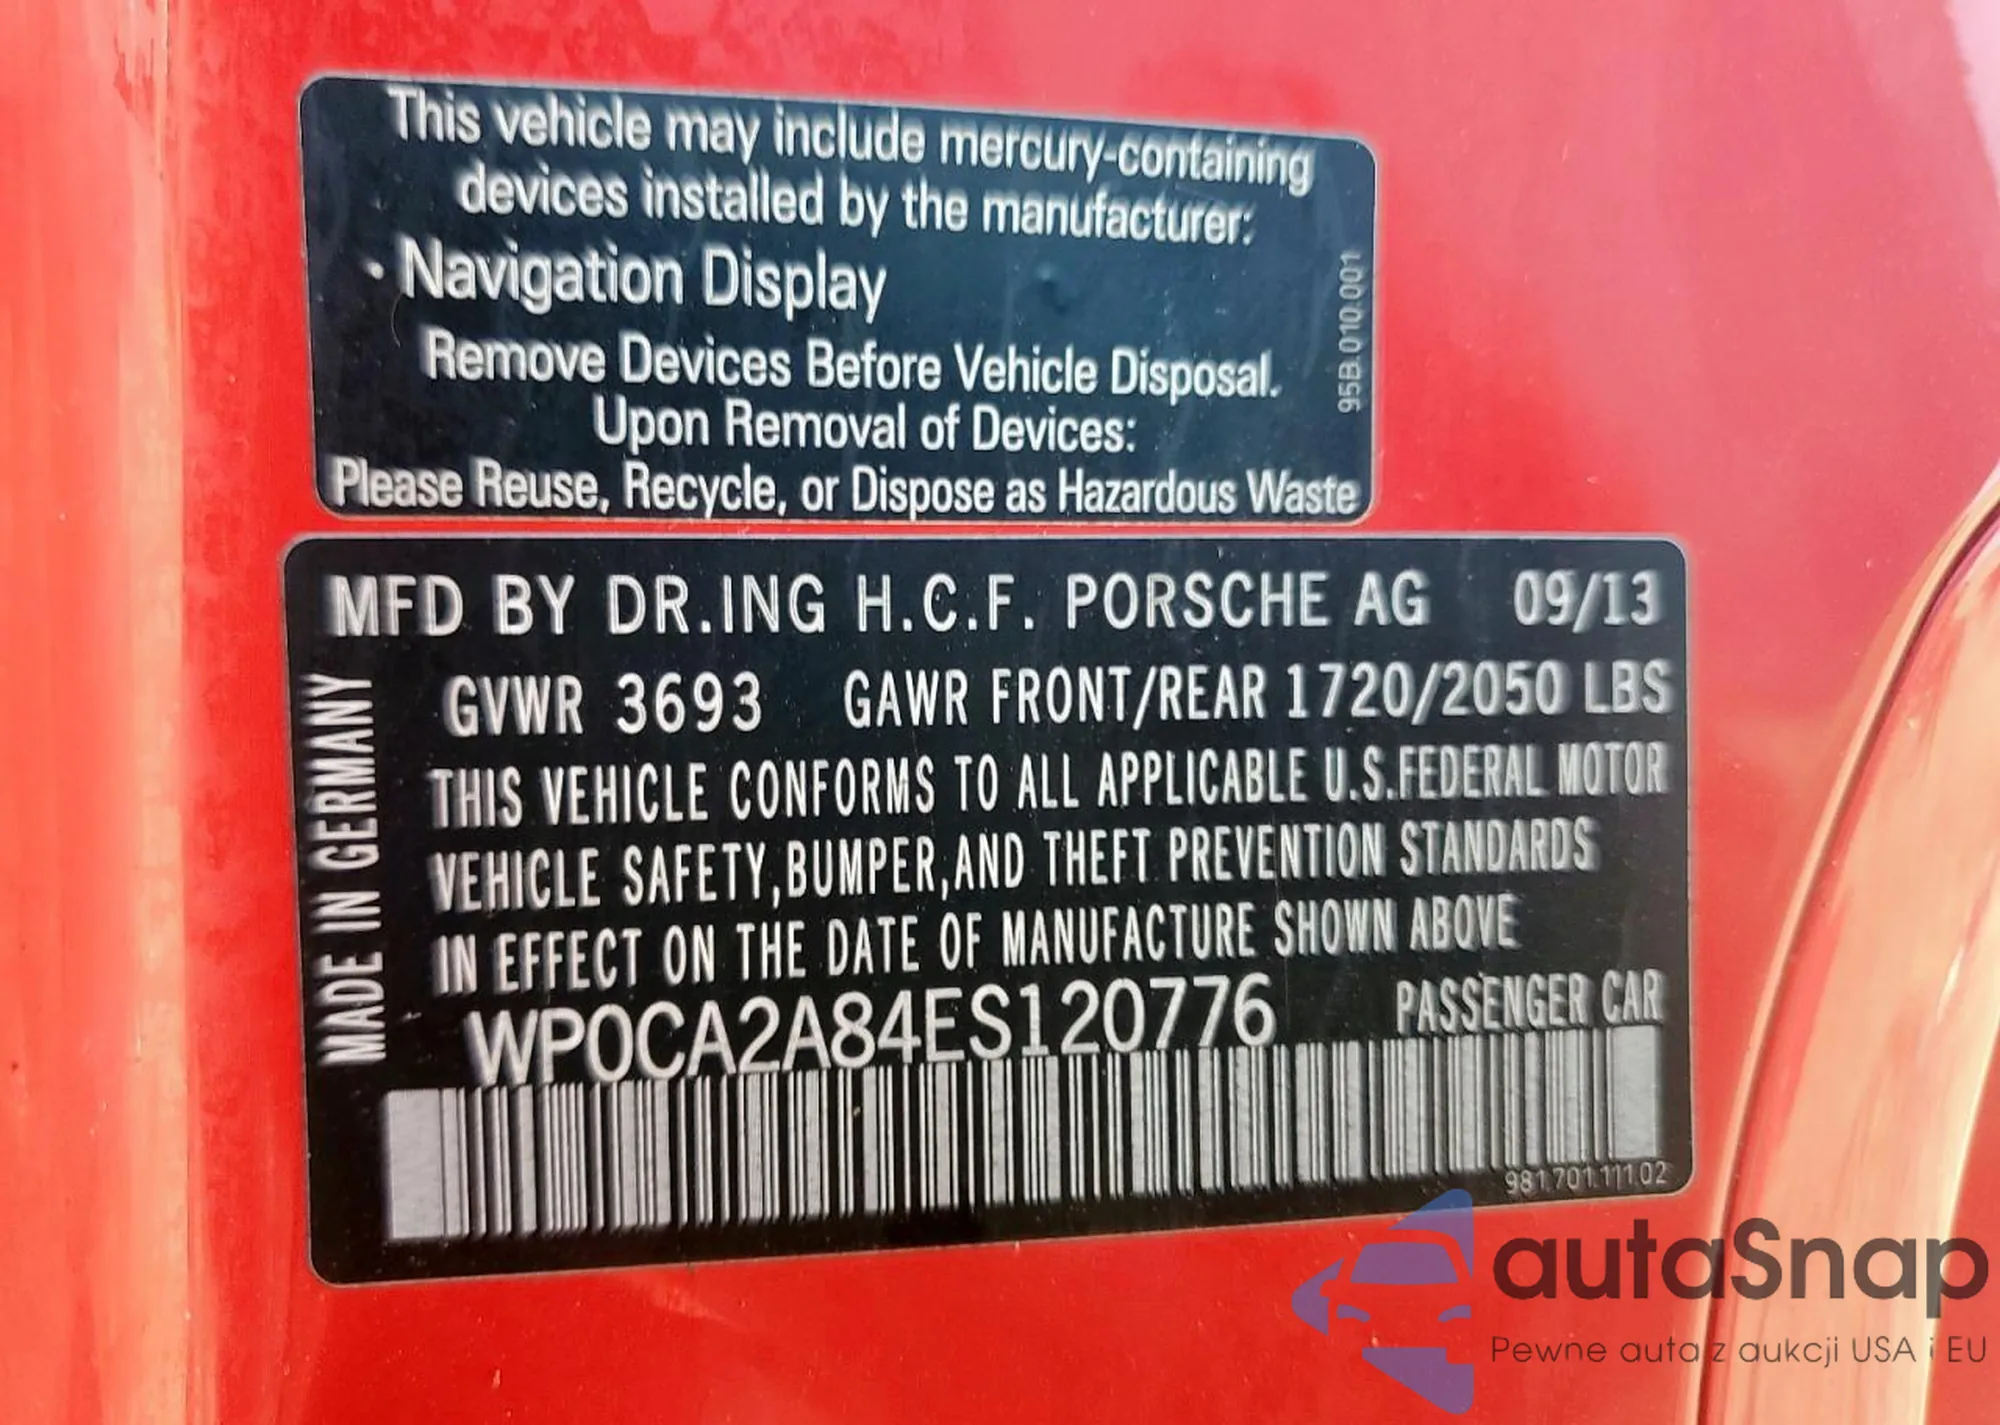 This vehicle may include mercury-containing
devices installed by the manufacturer:
· Navigation Display
Remove Devices Before Vehicle Disposal.
Upon Removal of Devices:
Please Reuse, Recycle, or Dispose as Hazardous Waste
95B.010.001
MFD BY DR.ING H.C.F. PORSCHE AG 09/13
GVWR 3693 GAWR FRONT/REAR 1720/2050 LBS
THIS VEHICLE CONFORMS TO ALL APPLICABLE U.S.FEDERAL MOTOR
VEHICLE SAFETY,BUMPER,AND THEFT PREVENTION STANDARDS
IN EFFECT ON THE DATE OF MANUFACTURE SHOWN ABOVE
WP0CA2A84ES120776 PASSENGER CAR
MADE IN GERMANY
981.701.111.02
autaSnap
Pewne auta z aukcji USA i EU